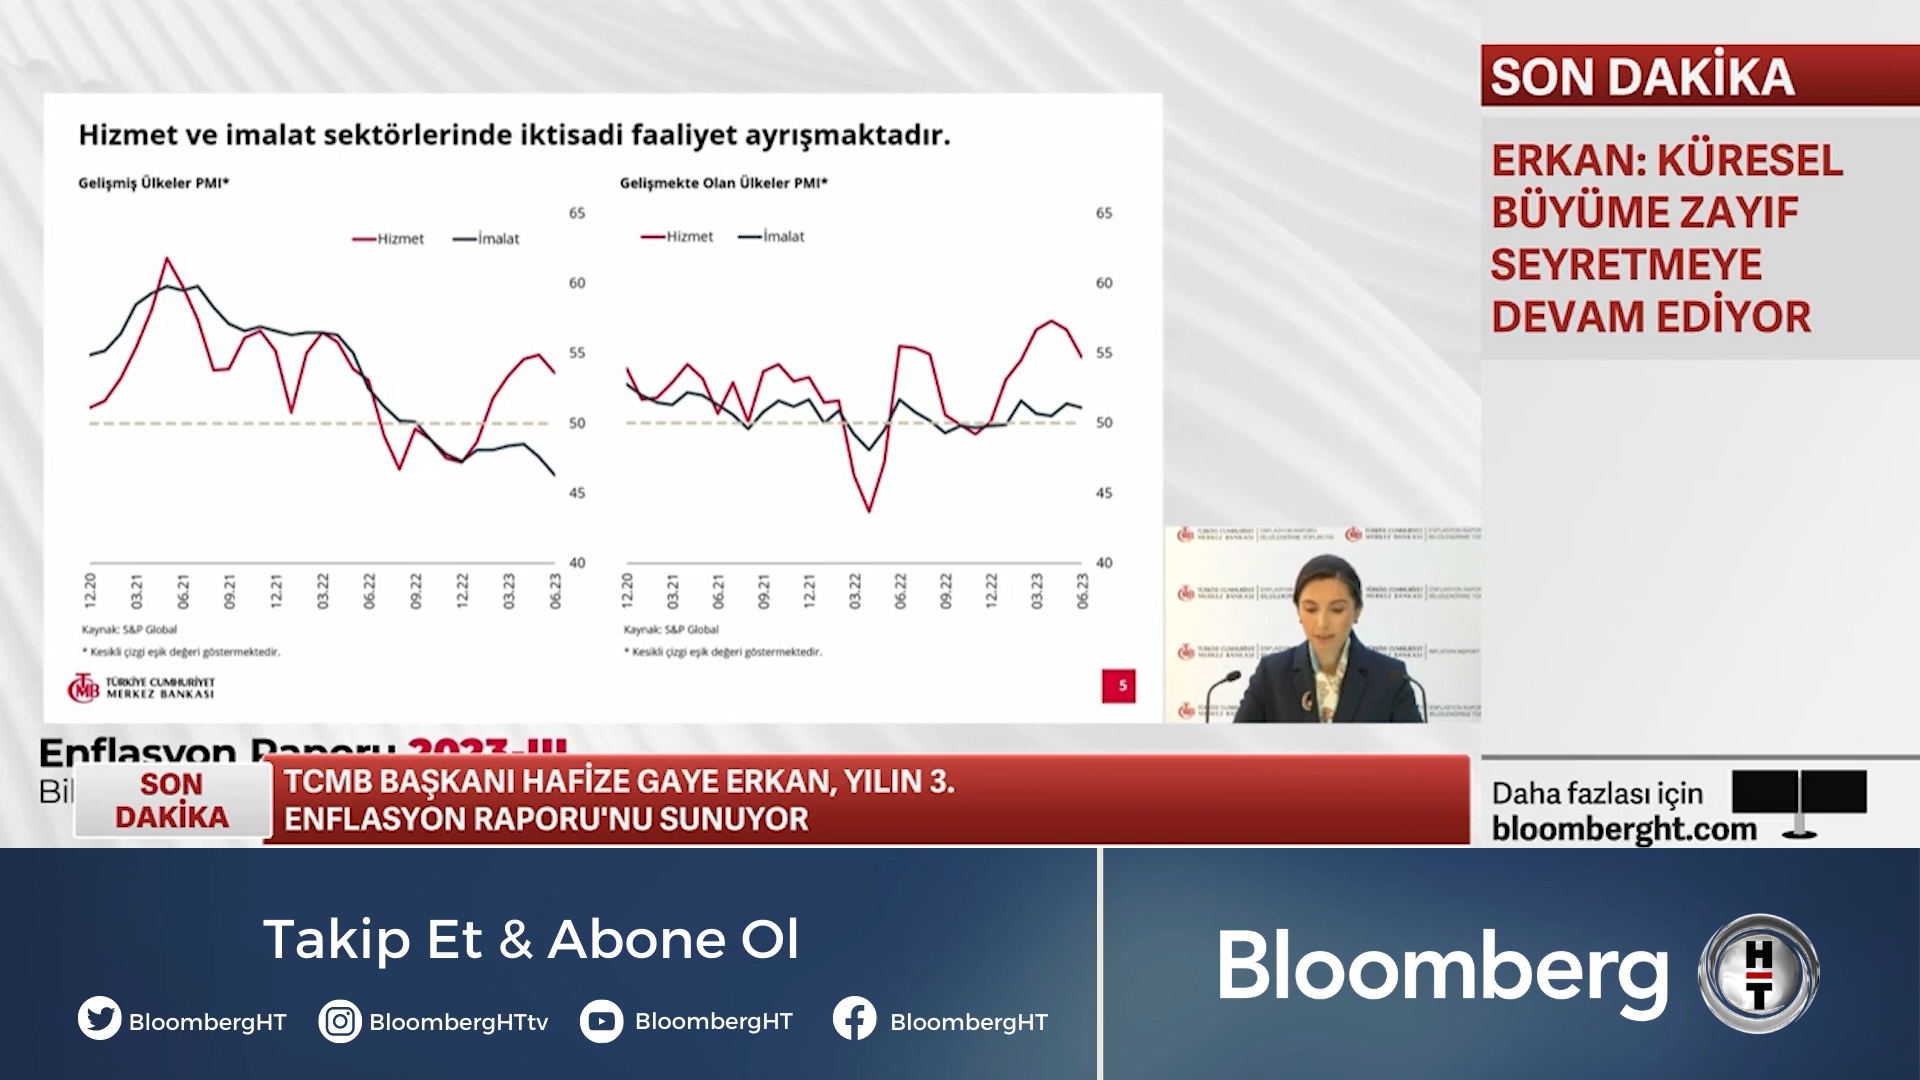 Hizmet ve imalat sektörlerinde iktisadi faaliyet ayrışmaktadır.
Gelişmiş Ülkeler PMI*
Hizmet
İmalat
65
60
55
50
45
40
12.20
03.21
06.21
09.21
12.21
03.22
06.22
09.22
12.22
03.23
06.23
Kaynak: S&P Global
* Kesikli çizgi eşik değeri göstermektedir.
Gelişmekte Olan Ülkeler PMI*
Hizmet
İmalat
65
60
55
50
45
40
12.20
03.21
06.21
09.21
12.21
03.22
06.22
09.22
12.22
03.23
06.23
Kaynak: S&P Global
* Kesikli çizgi eşik değeri göstermektedir.
TÜRKİYE CUMHURİYET
MERKEZ BANKASI
5
SON DAKİKA
ERKAN: KÜRESEL
BÜYÜME ZAYIF
SEYRETMEYE
DEVAM EDİYOR
Enflasyon Raporu 2023-III
SON
DAKİKA
TCMB BAŞKANI HAFİZE GAYE ERKAN, YILIN 3.
ENFLASYON RAPORU'NU SUNUYOR
Daha fazlası için
bloomberght.com
Takip Et & Abone Ol
BloombergHT
BloombergHTtv
BloombergHT
BloombergHT
Bloomberg HT